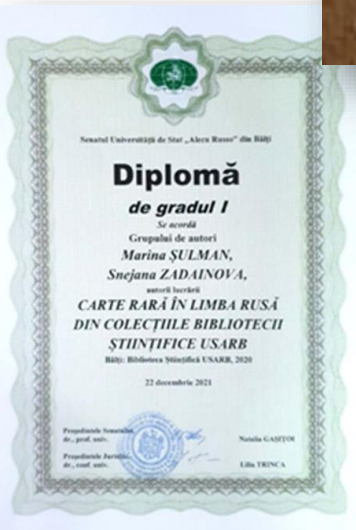 Senatul Universității de Stat „Alecu Russo" din Bălți
Diplomă
de gradul I
Se acordă
Grupului de autori
Marina ȘULMAN,
Snejana ZADAINOVA,
autorii lucrării
CARTE RARĂ ÎN LIMBA RUSĂ
DIN COLECȚIILE BIBLIOTECII
ȘTIINȚIFICE USARB
Bălți: Biblioteca Științifică USARB, 2020
22 decembrie 2021
Președintele Senatului,
dr., prof. univ.
Natalia GAȘIȚOI
Președintele Juriului,
dr., conf. univ.
Lilia TRINCA